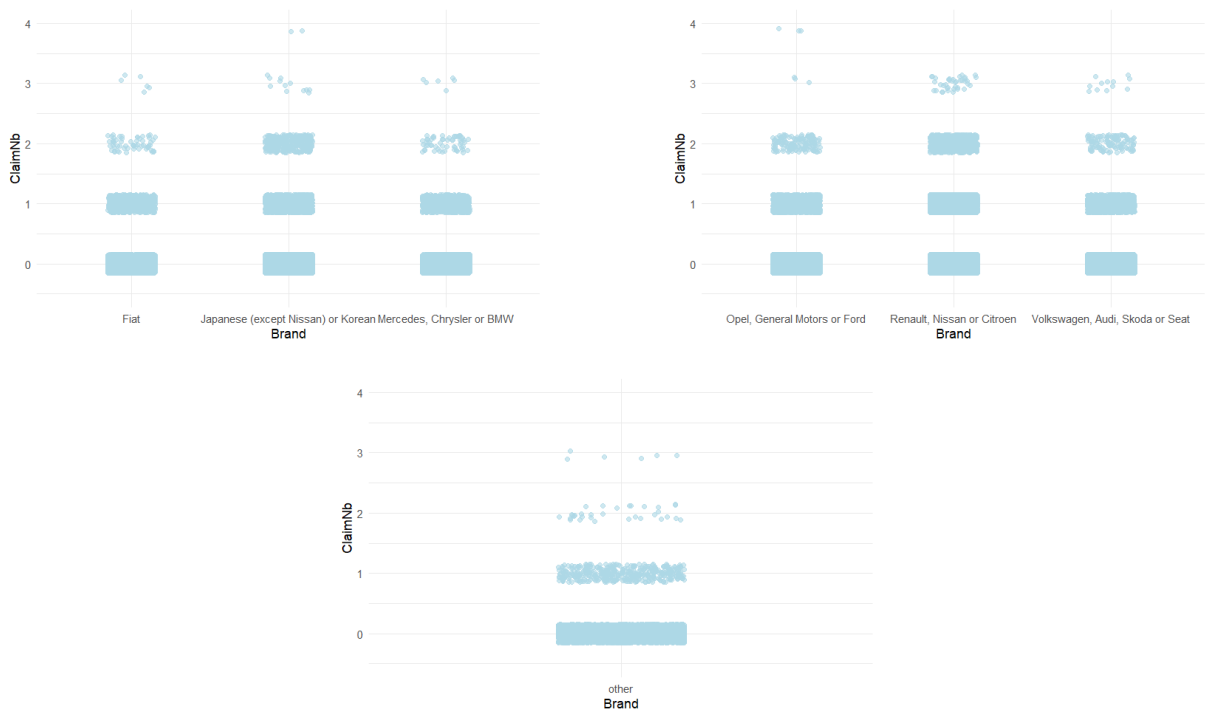 4
3
2
1
0
ClaimNb
Fiat
Japanese (except Nissan) or Korean
Mercedes, Chrysler or BMW
Brand
4
3
2
1
0
ClaimNb
Opel, General Motors or Ford
Renault, Nissan or Citroen
Volkswagen, Audi, Skoda or Seat
Brand
4
3
2
1
0
ClaimNb
other
Brand